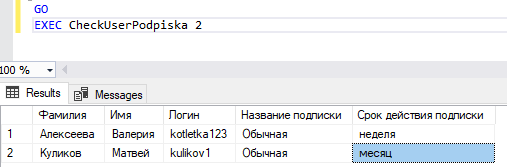 GO
EXEC CheckUserPodpiska 2
100 %
Results Messages
Фамилия Имя Логин Название подписки Срок действия подписки
1 Алексеева Валерия kotletka123 Обычная неделя
2 Куликов Матвей kulikov1 Обычная месяц